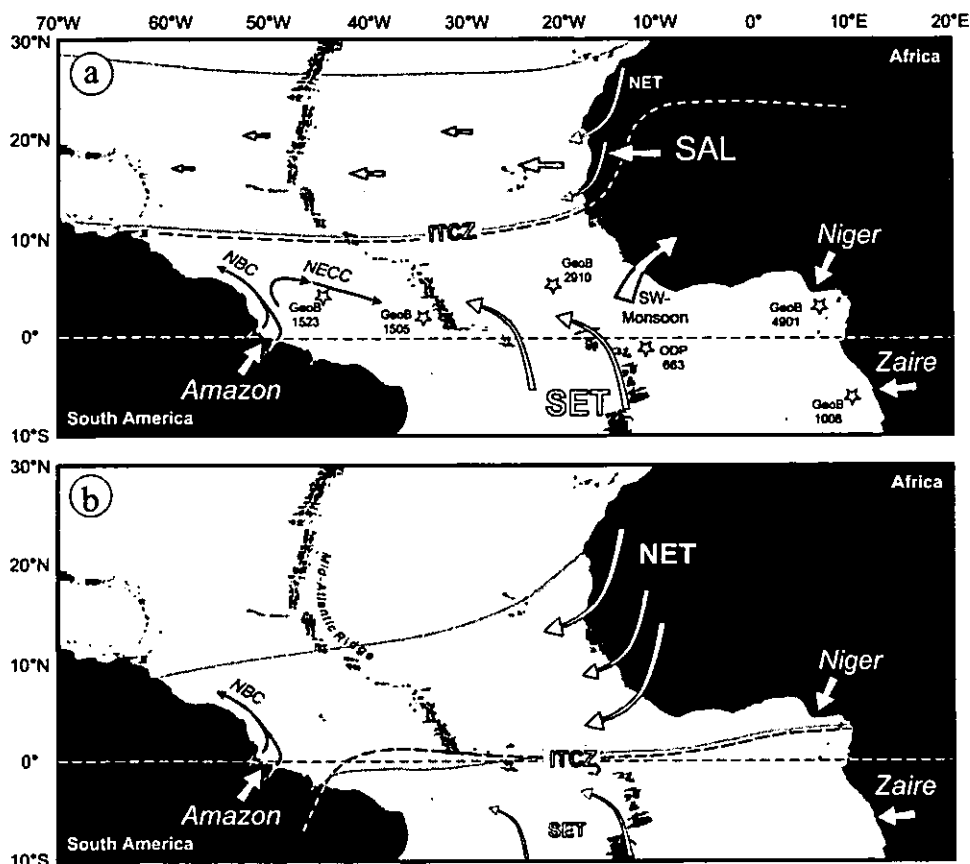 70°W 60°W 50°W 40°W 30°W 20°W 10°W 0° 10°E 20°E
30°N
a
Africa
NET
20°N
SAL
10°N
ITCZ
Niger
NBC
NECC
GeoB
2910
GeoB
1523
GeoB
1505
SW-
Monsoon
GeoB
4901
0°
ODP
663
Zaire
Amazon
SET
GeoB
1008
South America
10°S
30°N
b
Africa
20°N
NET
Mid-Atlantic Ridge
10°N
Niger
NBC
0°
ITCZ
Zaire
Amazon
SET
South America
10°S